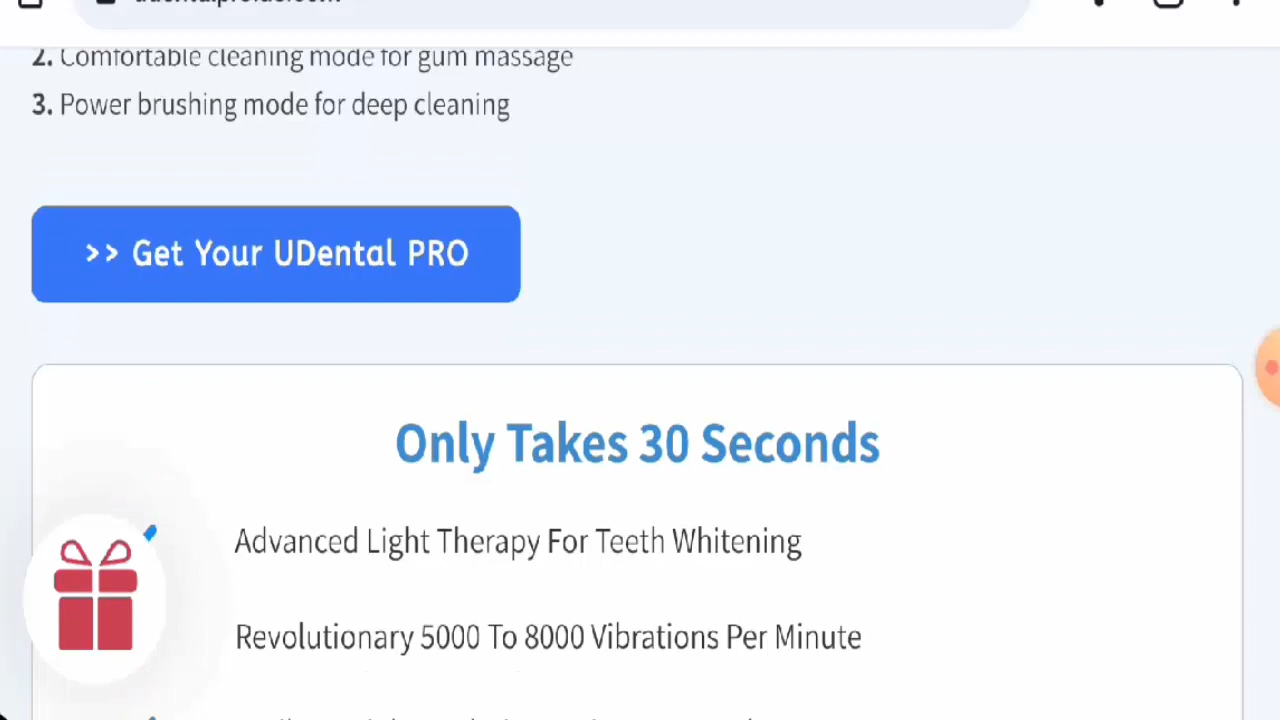 2. Comfortable cleaning mode for gum massage
3. Power brushing mode for deep cleaning
>> Get Your UDental PRO
Only Takes 30 Seconds
Advanced Light Therapy For Teeth Whitening
Revolutionary 5000 To 8000 Vibrations Per Minute